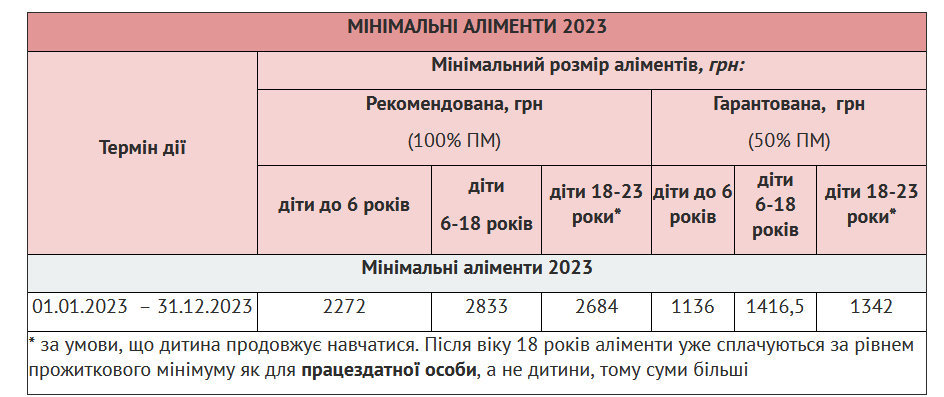 МІНІМАЛЬНІ АЛІМЕНТИ 2023
Термін дії
Мінімальний розмір аліментів, грн:
Рекомендована, грн
(100% ПМ)
Гарантована, грн
(50% ПМ)
діти до 6 років
діти
6-18 років
діти 18-23
роки*
діти до 6
років
діти
6-18
років
діти 18-23
роки*
Мінімальні аліменти 2023
01.01.2023 – 31.12.2023 2272 2833 2684 1136 1416,5 1342
* за умови, що дитина продовжує навчатися. Після віку 18 років аліменти уже сплачуються за рівнем
прожиткового мінімуму як для працездатної особи, а не дитини, тому суми більші